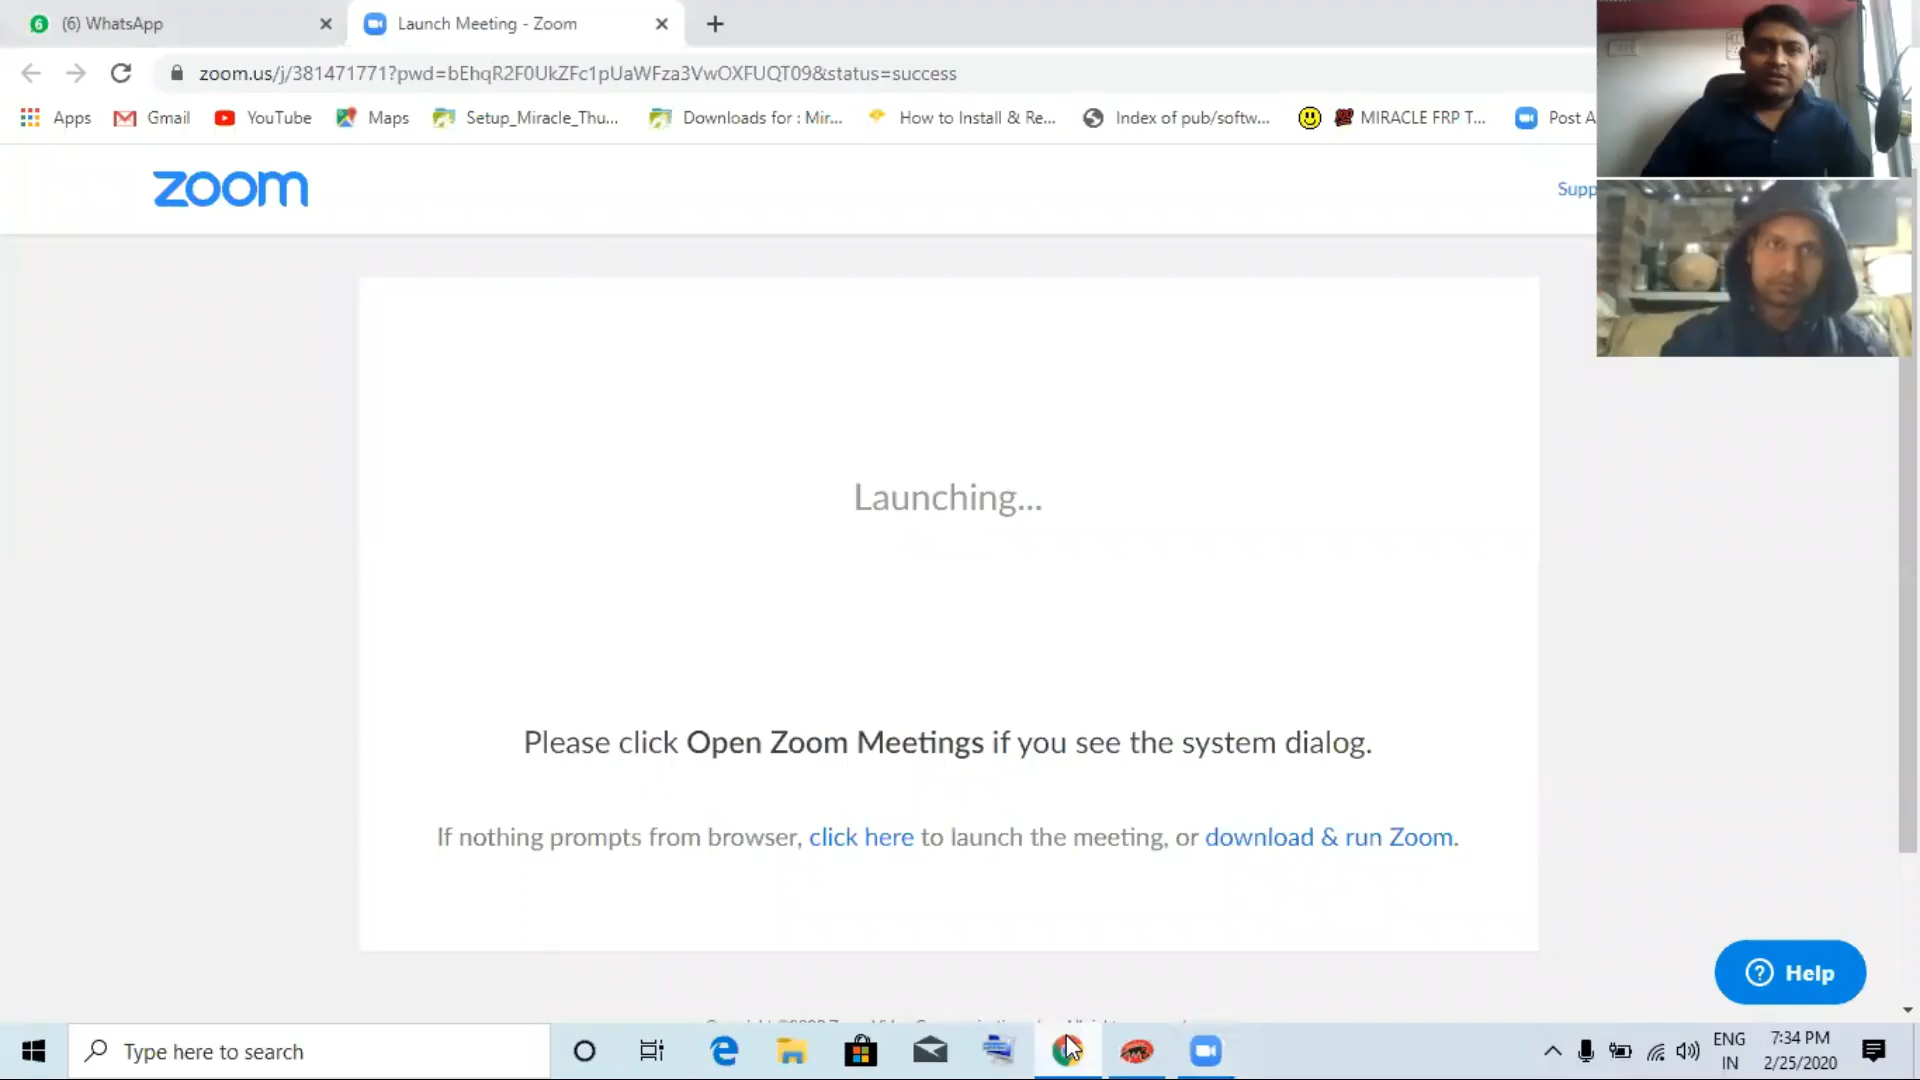 (6) WhatsApp
Launch Meeting - Zoom
zoom.us/j/381471771?pwd=bEhqR2F0UkZFc1pUaWFza3VwOXFUQT09&status=success
Apps
Gmail
YouTube
Maps
Setup_Miracle_Thu...
Downloads for : Mir...
How to Install & Re...
Index of pub/softw...
MIRACLE FRP T...
Post A
zoom
Supp
Launching...
Please click Open Zoom Meetings if you see the system dialog.
If nothing prompts from browser, click here to launch the meeting, or download & run Zoom.
Help
Type here to search
ENG
IN
7:34 PM
2/25/2020